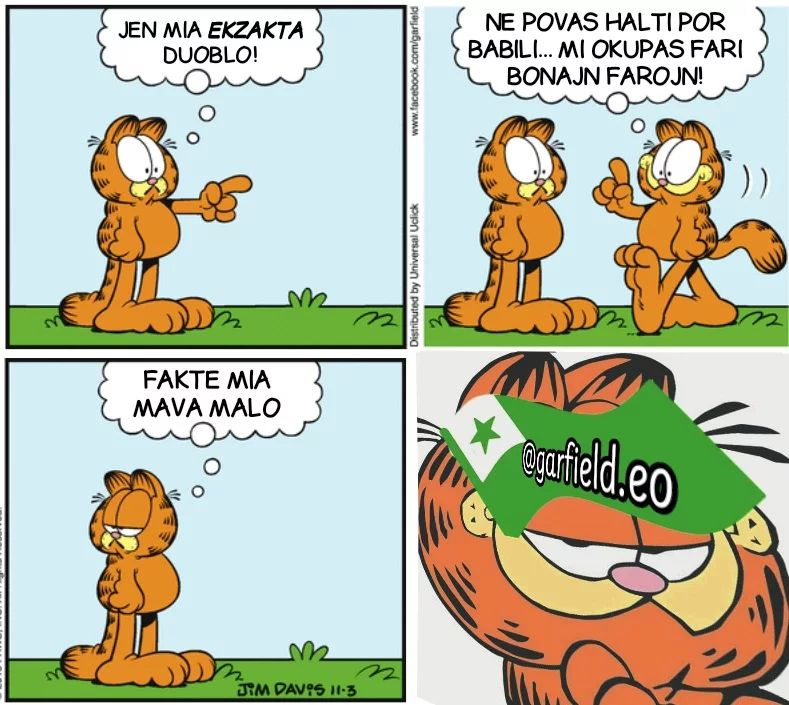 JEN MIA EKZAKTA
DUOBLO!
www.facebook.com/garfield
Distributed by Universal Uclick
NE POVAS HALTI POR
BABILI... MI OKUPAS FARI
BONAJN FAROJN!
FAKTE MIA
MAVA MALO
JIM DAVIS 11-3
@garfield.eo